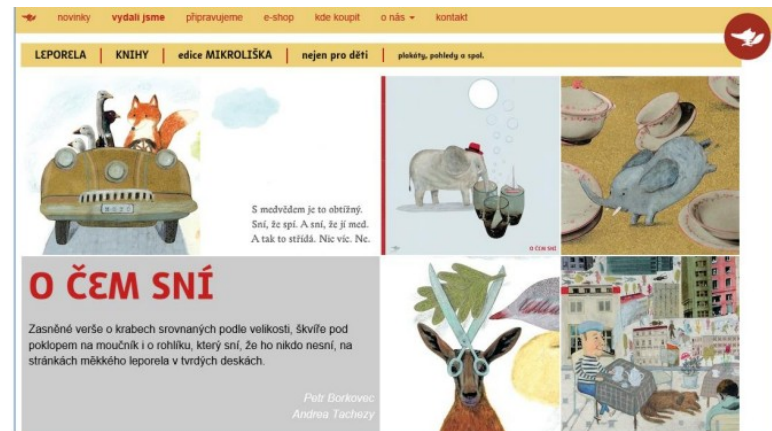 novinky vydali jsme připravujeme e-shop kde koupit o nás kontakt
LEPORELA KNIHY edice MIKROLIŠKA nejen pro děti plakáty, pohledy a spol.
S medvědem je to obtížný.
Sní, že spí. A sní, že jí med.
A tak to střídá. Nic víc. Ne.
O ČEM SNÍ
O ČEM SNÍ
Zasněné verše o krabech srovnaných podle velikosti, škvíře pod
poklopem na moučník i o rohlíku, který sní, že ho nikdo nesní, na
stránkách měkkého leporela v tvrdých deskách.
Petr Borkovec
Andrea Tachezy